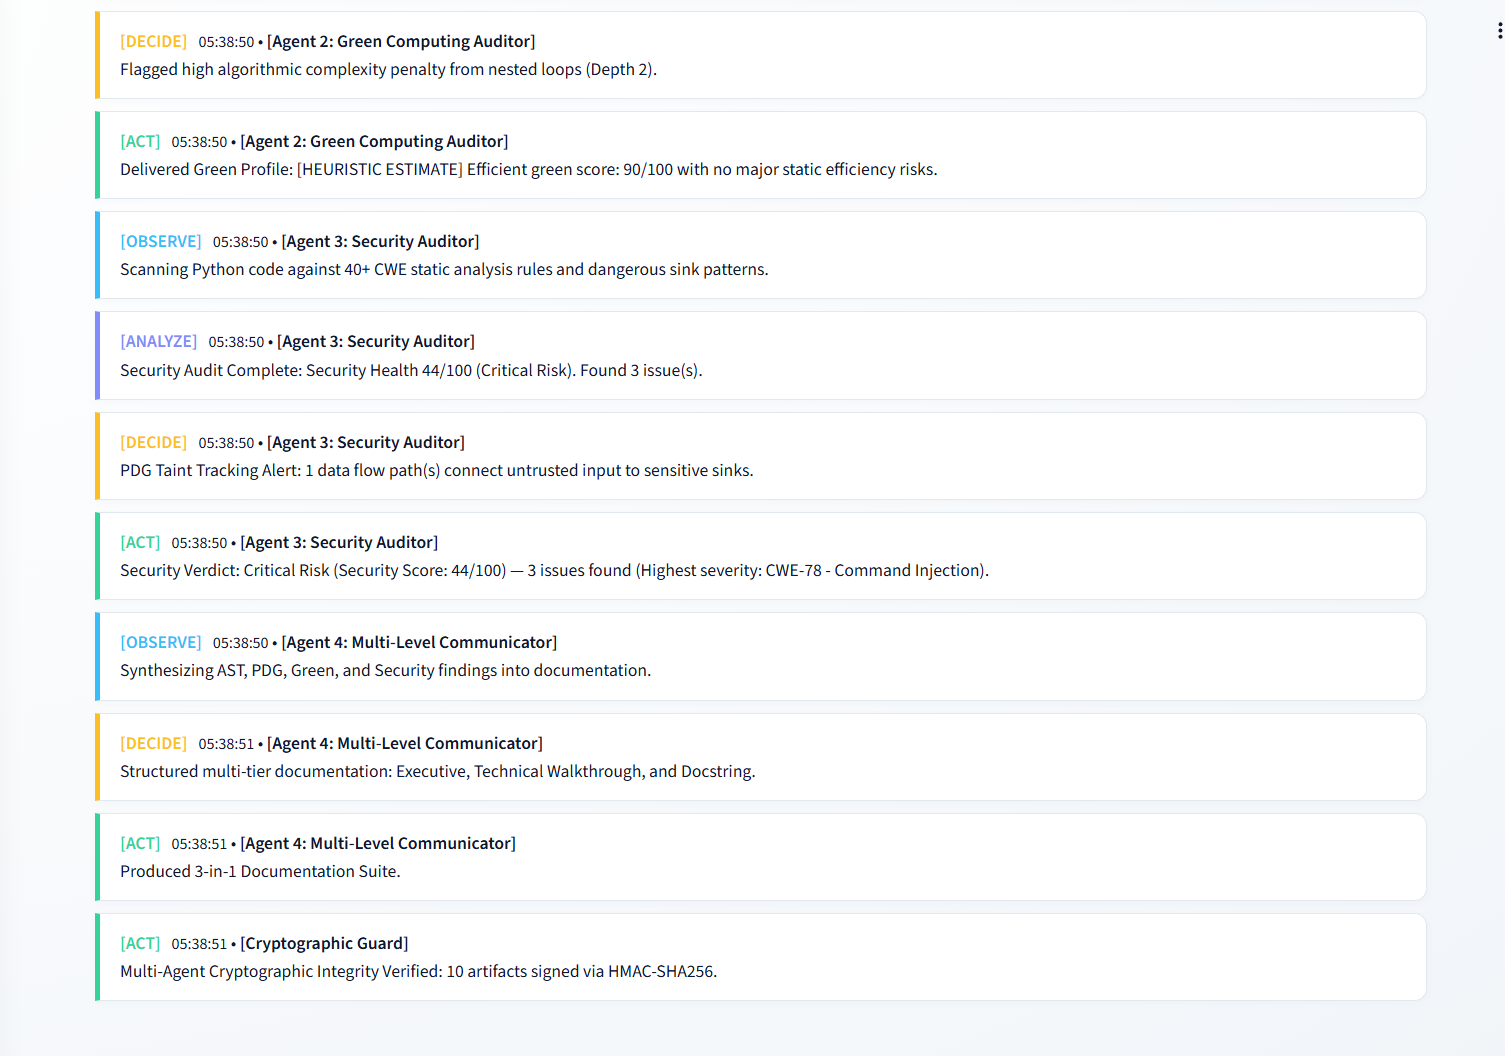 [DECIDE] 05:38:50 • [Agent 2: Green Computing Auditor]
Flagged high algorithmic complexity penalty from nested loops (Depth 2).
[ACT] 05:38:50 • [Agent 2: Green Computing Auditor]
Delivered Green Profile: [HEURISTIC ESTIMATE] Efficient green score: 90/100 with no major static efficiency risks.
[OBSERVE] 05:38:50 • [Agent 3: Security Auditor]
Scanning Python code against 40+ CWE static analysis rules and dangerous sink patterns.
[ANALYZE] 05:38:50 • [Agent 3: Security Auditor]
Security Audit Complete: Security Health 44/100 (Critical Risk). Found 3 issue(s).
[DECIDE] 05:38:50 • [Agent 3: Security Auditor]
PDG Taint Tracking Alert: 1 data flow path(s) connect untrusted input to sensitive sinks.
[ACT] 05:38:50 • [Agent 3: Security Auditor]
Security Verdict: Critical Risk (Security Score: 44/100) — 3 issues found (Highest severity: CWE-78 - Command Injection).
[OBSERVE] 05:38:50 • [Agent 4: Multi-Level Communicator]
Synthesizing AST, PDG, Green, and Security findings into documentation.
[DECIDE] 05:38:51 • [Agent 4: Multi-Level Communicator]
Structured multi-tier documentation: Executive, Technical Walkthrough, and Docstring.
[ACT] 05:38:51 • [Agent 4: Multi-Level Communicator]
Produced 3-in-1 Documentation Suite.
[ACT] 05:38:51 • [Cryptographic Guard]
Multi-Agent Cryptographic Integrity Verified: 10 artifacts signed via HMAC-SHA256.